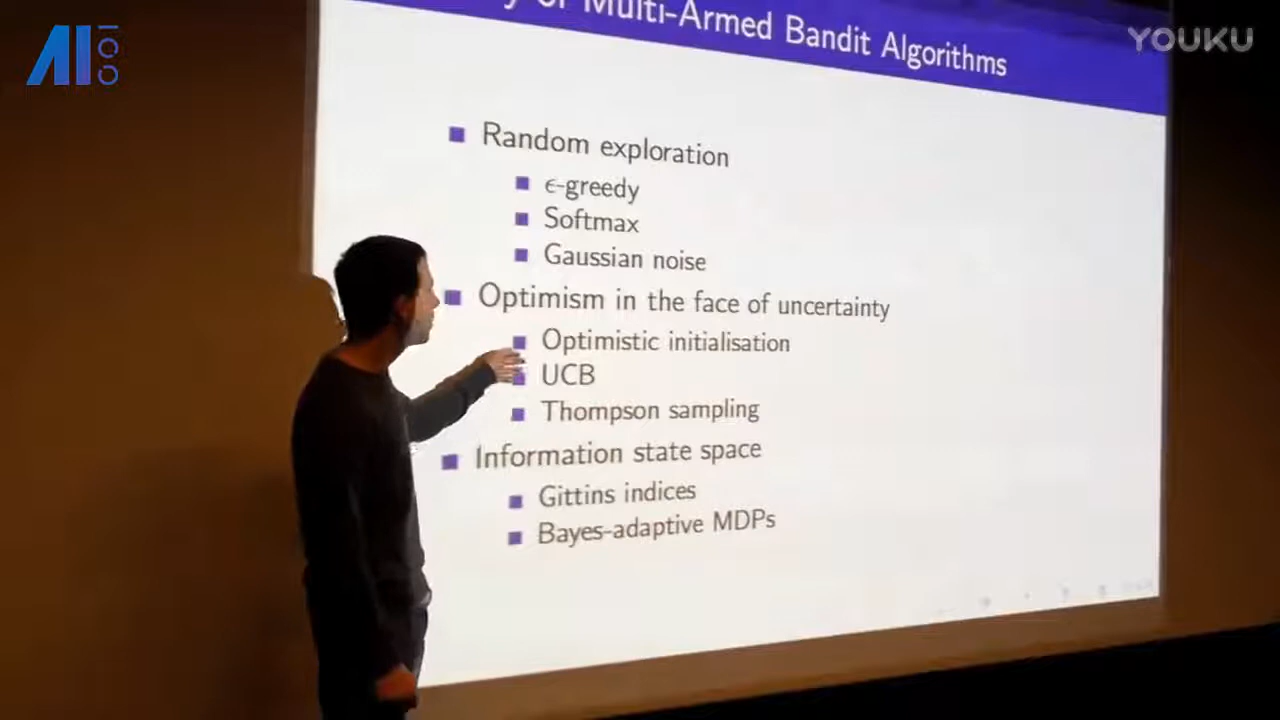 AI
100
YOUKU
of Multi-Armed Bandit Algorithms
Random exploration
ϵ-greedy
Softmax
Gaussian noise
Optimism in the face of uncertainty
Optimistic initialisation
UCB
Thompson sampling
Information state space
Gittins indices
Bayes-adaptive MDPs